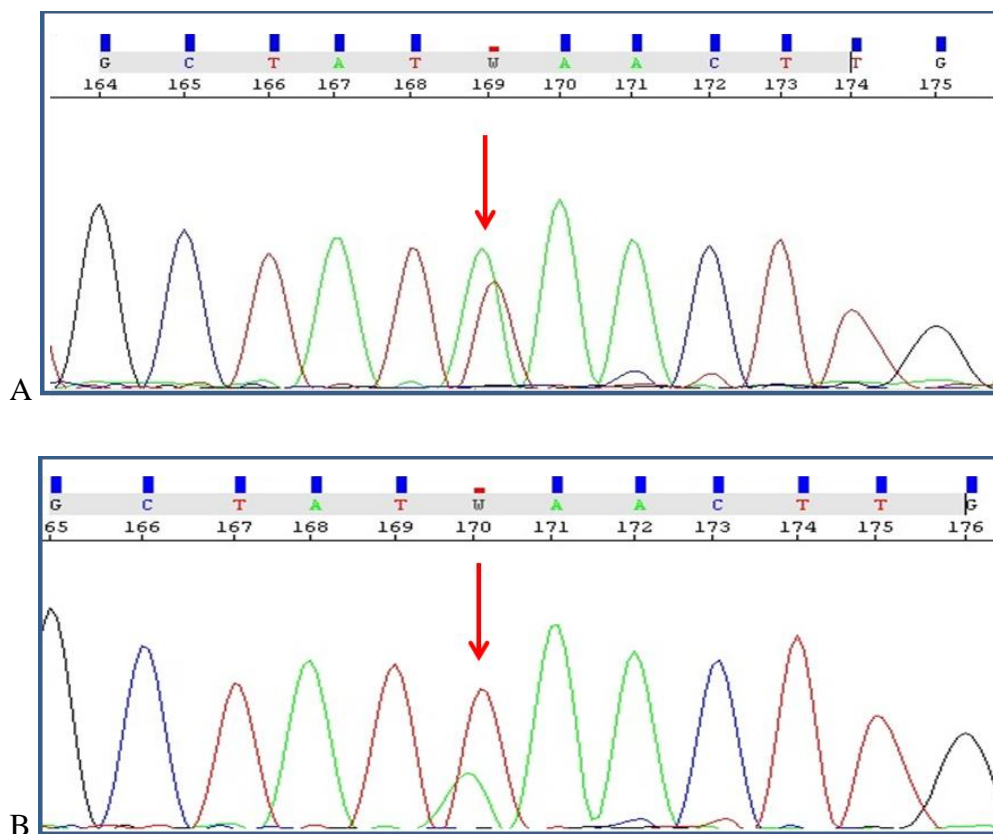 G C T A T W A A C T T G
164 165 166 167 168 169 170 171 172 173 174 175
A
G C T A T W A A C T T G
65 166 167 168 169 170 171 172 173 174 175 176
B